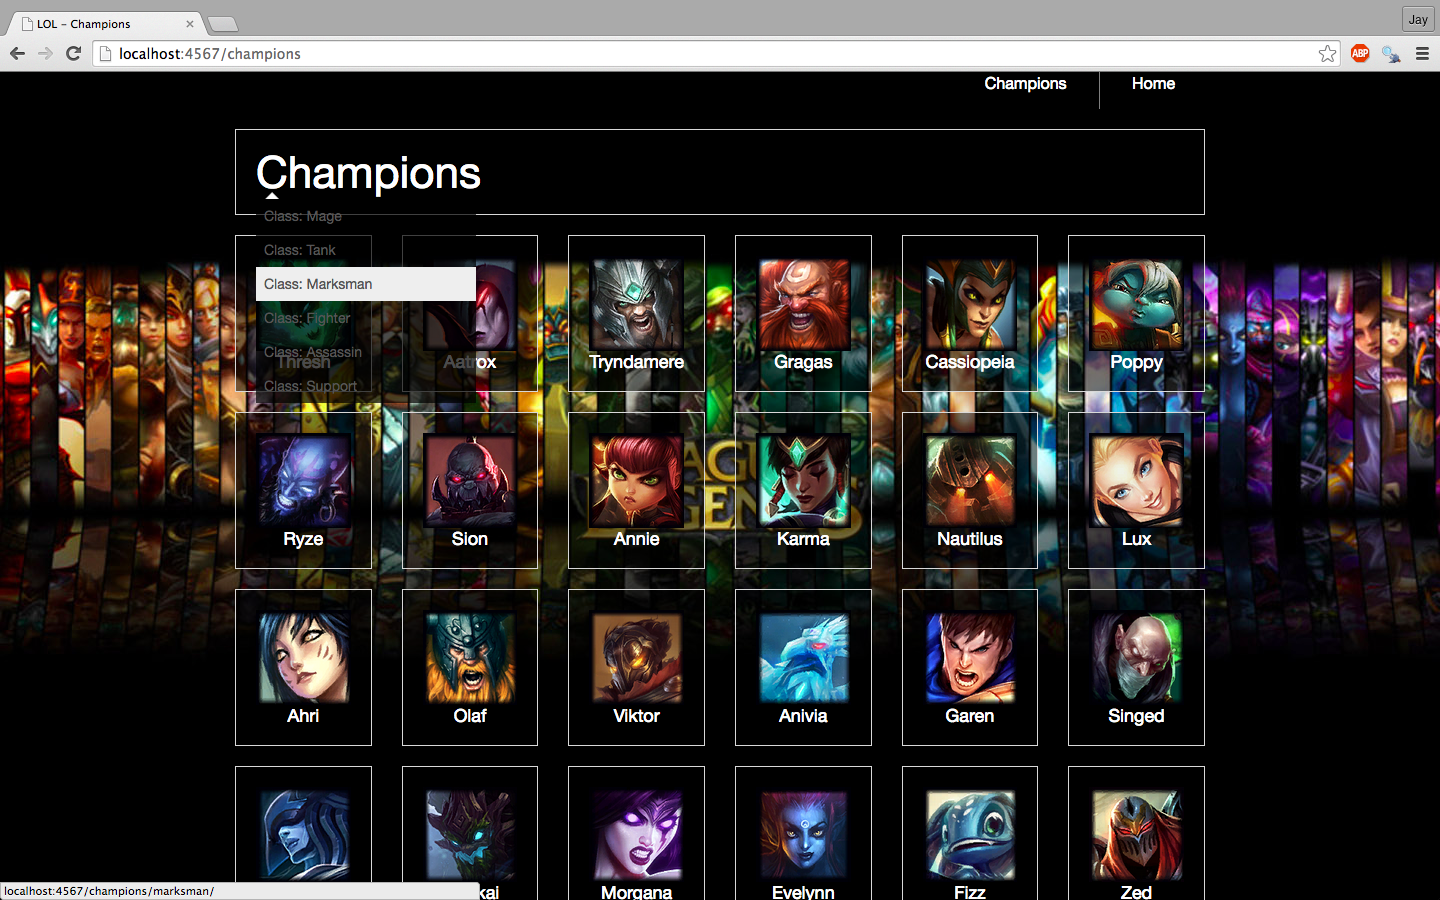 LOL – Champions
Jay
localhost:4567/champions
ABP
Champions
Home
Champions
Class: Mage
Class: Tank
Class: Marksman
Class: Fighter
Class: Assassin
Class: Support
Thresh
Aatrox
Tryndamere
Gragas
Cassiopeia
Poppy
Ryze
Sion
Annie
Karma
Nautilus
Lux
Ahri
Olaf
Viktor
Anivia
Garen
Singed
kai
Morgana
Evelynn
Fizz
Zed
localhost:4567/champions/marksman/